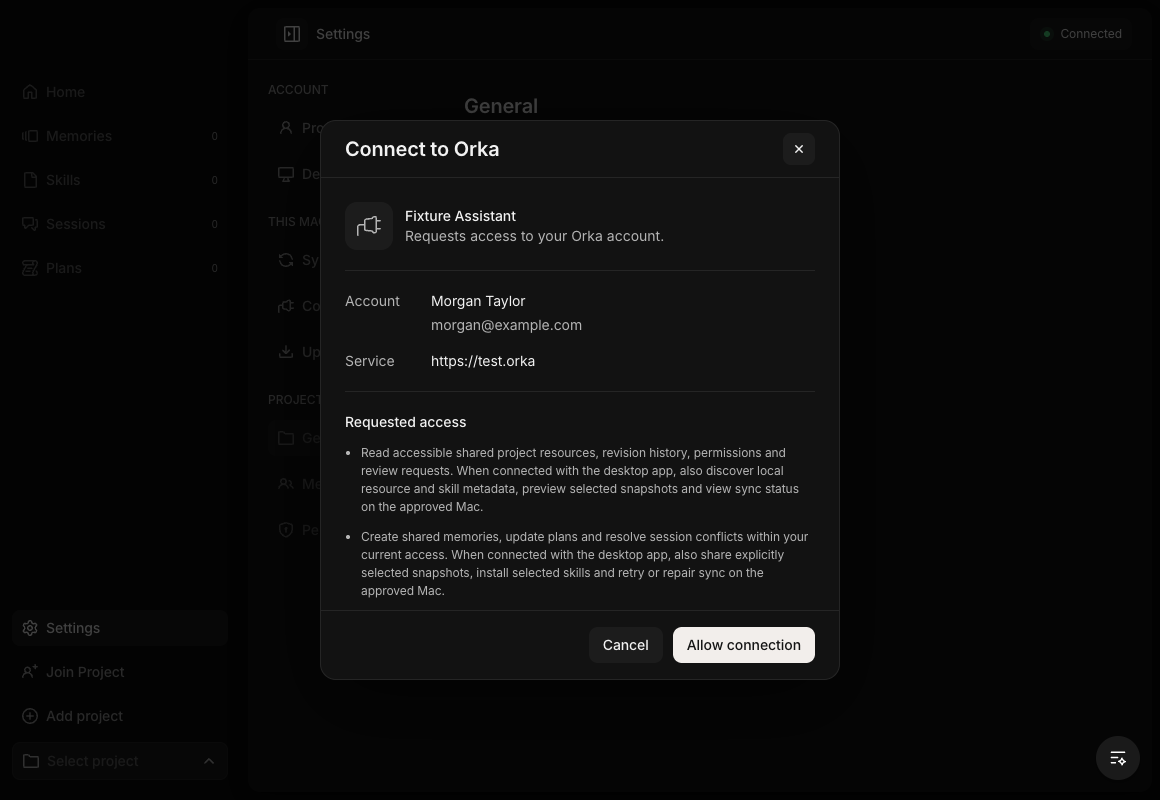 Settings
Connected
Home
Memories 0
Skills 0
Sessions 0
Plans 0
ACCOUNT
General
Connect to Orka
Fixture Assistant
Requests access to your Orka account.
Account Morgan Taylor
morgan@example.com
Service https://test.orka
Requested access
• Read accessible shared project resources, revision history, permissions and
review requests. When connected with the desktop app, also discover local
resource and skill metadata, preview selected snapshots and view sync status
on the approved Mac.
• Create shared memories, update plans and resolve session conflicts within your
current access. When connected with the desktop app, also share explicitly
selected snapshots, install selected skills and retry or repair sync on the
approved Mac.
Cancel
Allow connection
Settings
Join Project
Add project
Select project